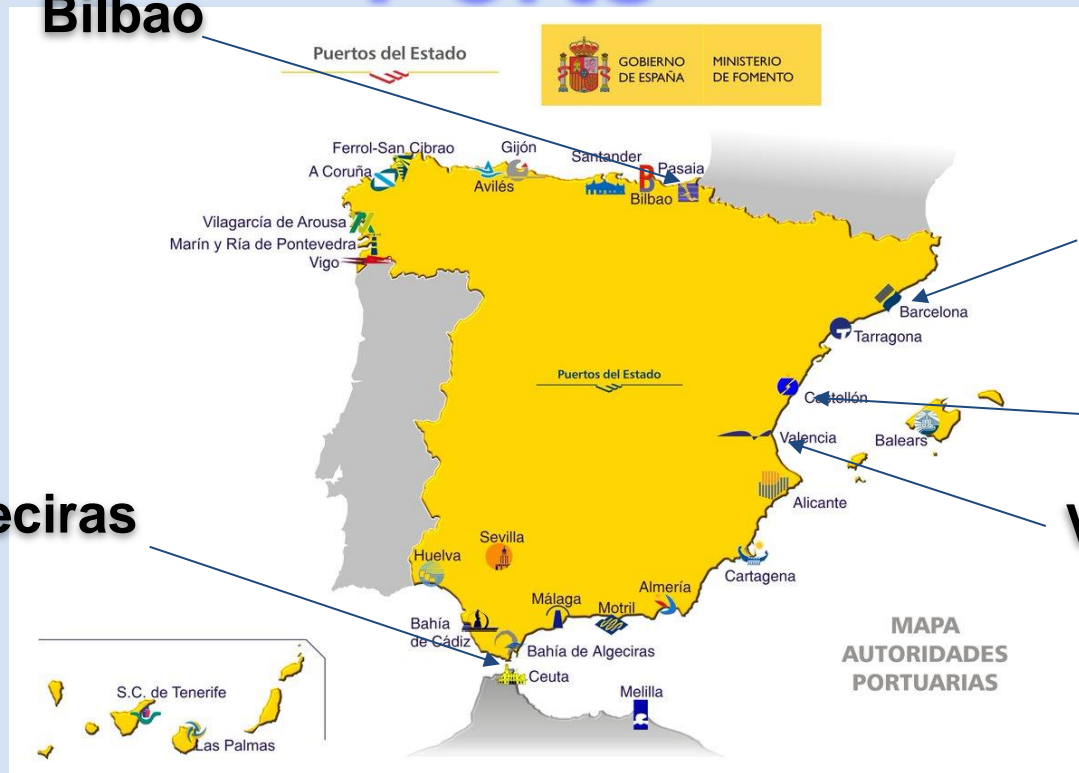 Bilbao
Puertos del Estado
GOBIERNO
DE ESPAÑA
MINISTERIO
DE FOMENTO
Ferrol-San Cibrao
Gijón
Santander
Pasaia
A Coruña
Avilés
B
Bilbao
Vilagarcía de Arousa
Marín y Ría de Pontevedra
Vigo
Barcelona
Tarragona
Puertos del Estado
Castellón
Valencia
Balears
Alicante
eciras
V
Sevilla
Huelva
Cartagena
Almería
Málaga
Motril
Bahía
de Cádiz
Bahía de Algeciras
Ceuta
Melilla
MAPA
AUTORIDADES
PORTUARIAS
S.C. de Tenerife
Las Palmas